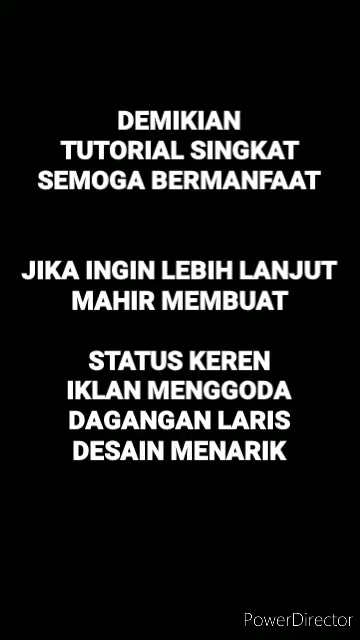 DEMIKIAN
TUTORIAL SINGKAT
SEMOGA BERMANFAAT
JIKA INGIN LEBIH LANJUT
MAHIR MEMBUAT
STATUS KEREN
IKLAN MENGGODA
DAGANGAN LARIS
DESAIN MENARIK
PowerDirector